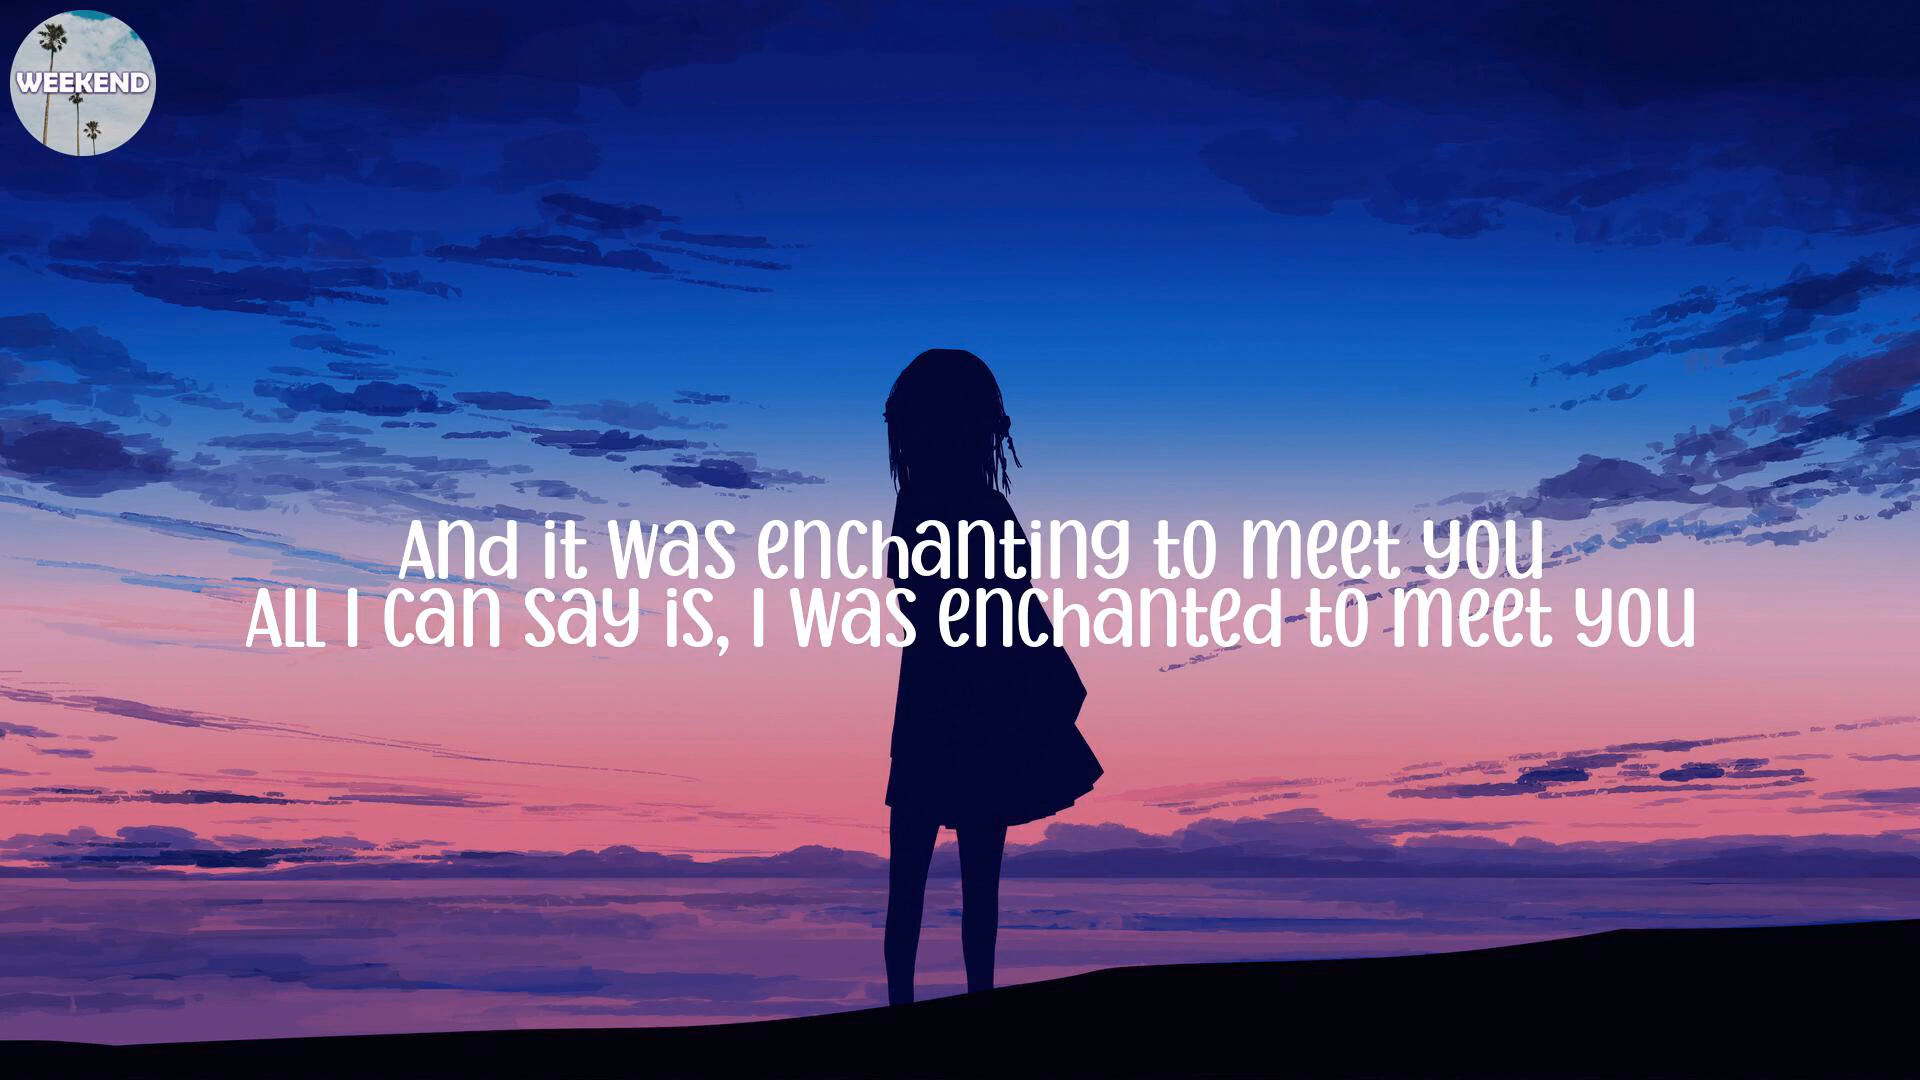 WEEKEND
And it was enchanting to meet you
All I can say is, I was enchanted to meet you